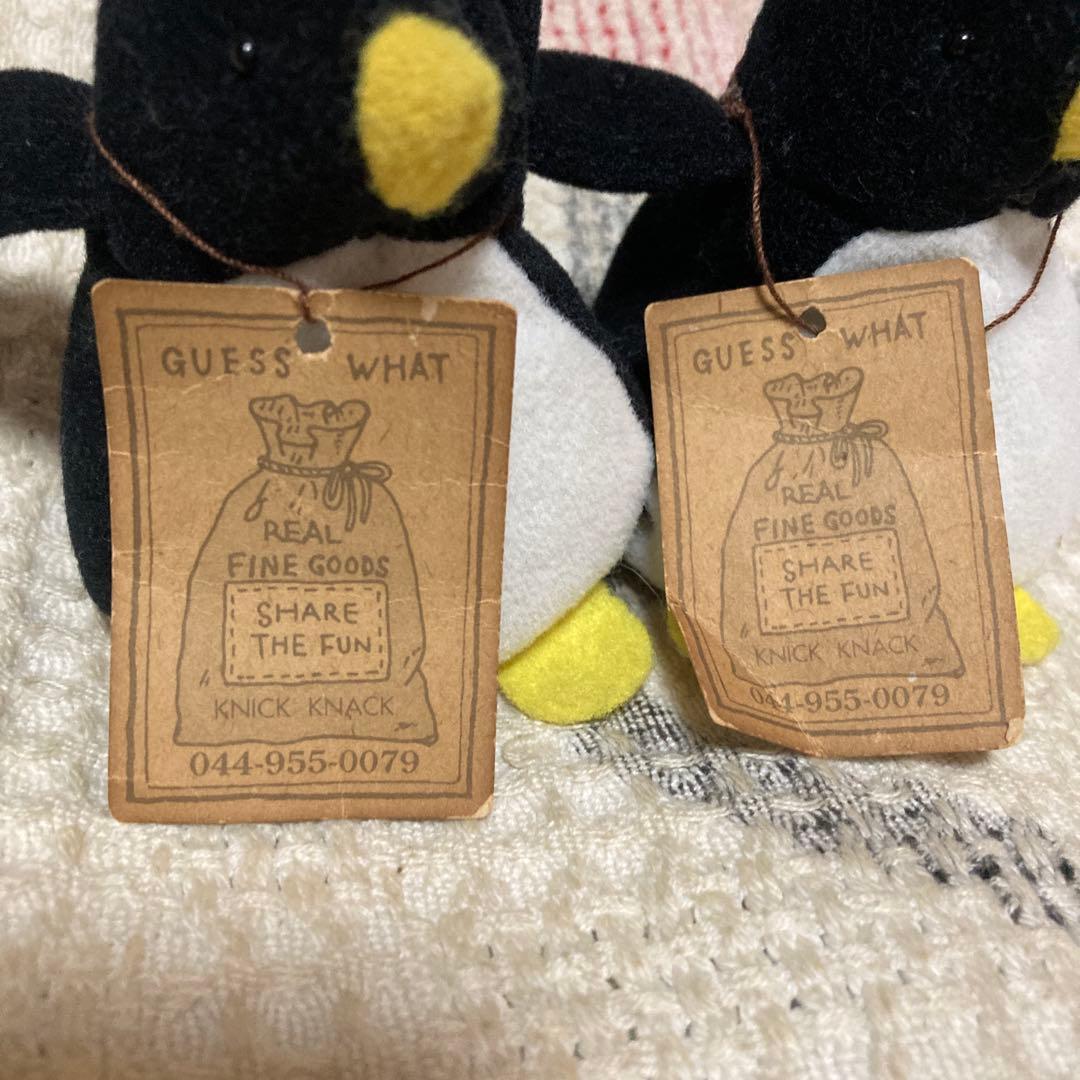 GUESS WHAT
REAL
FINE GOODS
SHARE
THE FUN
KNICK KNACK
044-955-0079
GUESS WHAT
REAL
FINE GOODS
SHARE
THE FUN
KNICK KNACK
044-955-0079